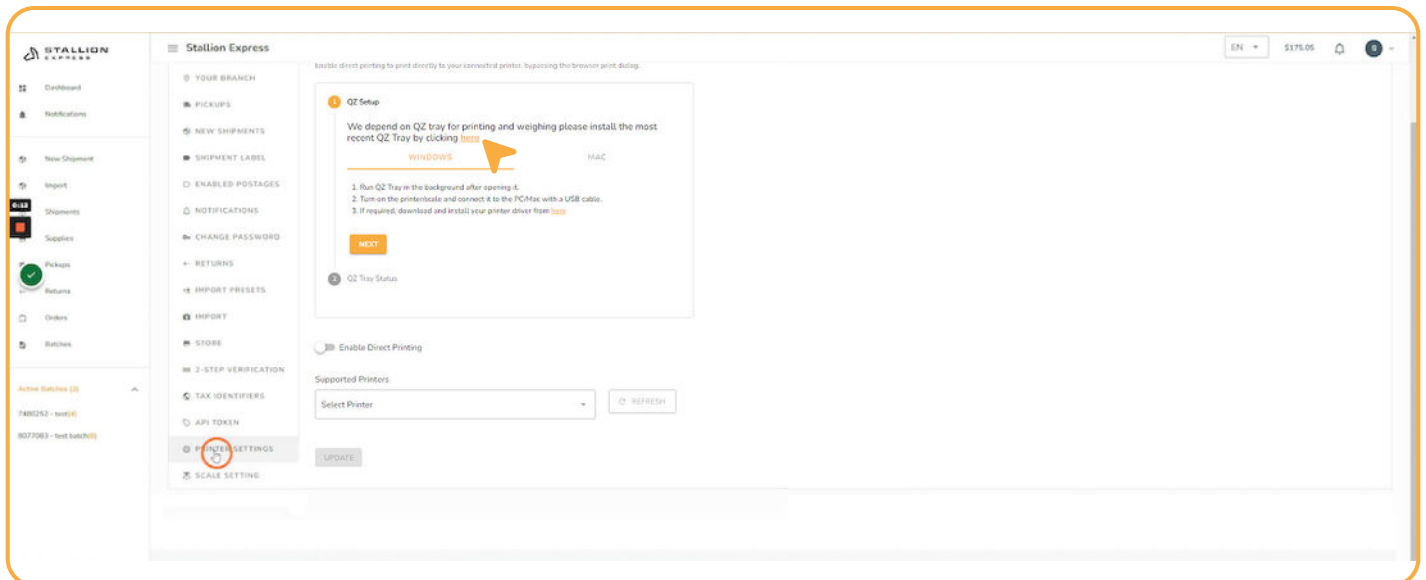 STALLION
EXPRESS
Stallion Express
EN
$175.05
S
Dashboard
Notifications
New Shipment
Import
0:13
Shipments
Supplies
Pickups
Returns
Orders
Batches
Active Batches (2)
7480252 - test(4)
8077083 - test batch(0)
YOUR BRANCH
PICKUPS
NEW SHIPMENTS
SHIPMENT LABEL
ENABLED POSTAGES
NOTIFICATIONS
CHANGE PASSWORD
RETURNS
IMPORT PRESETS
IMPORT
STORE
2-STEP VERIFICATION
TAX IDENTIFIERS
API TOKEN
PRINTER SETTINGS
SCALE SETTING
Enable direct printing to print directly to your connected printer, bypassing the browser print dialog.
1 QZ Setup
We depend on QZ tray for printing and weighing please install the most
recent QZ Tray by clicking here
WINDOWS
MAC
1. Run QZ Tray in the background after opening it.
2. Turn on the printer/scale and connect it to the PC/Mac with a USB cable.
3. If required, download and install your printer driver from here
NEXT
2 QZ Tray Status
Enable Direct Printing
Supported Printers
Select Printer
REFRESH
UPDATE